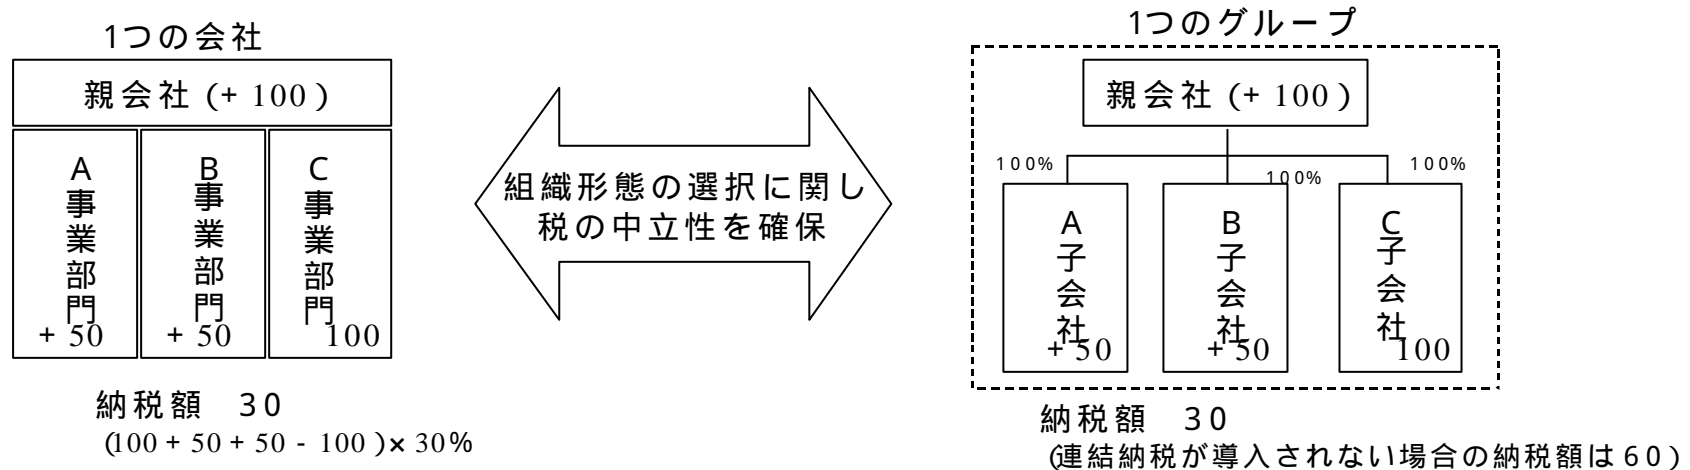 1つの会社
親会社 (+ 100)
A事業部門
+ 50
B事業部門
+ 50
C事業部門
100
納税額 30
(100 + 50 + 50 - 100)× 30%
組織形態の選択に関し
税の中立性を確保
1つのグループ
親会社 (+ 100)
100%
100%
100%
A子会社
+ 50
B子会社
+ 50
C子会社
100
納税額 30
(連結納税が導入されない場合の納税額は60)